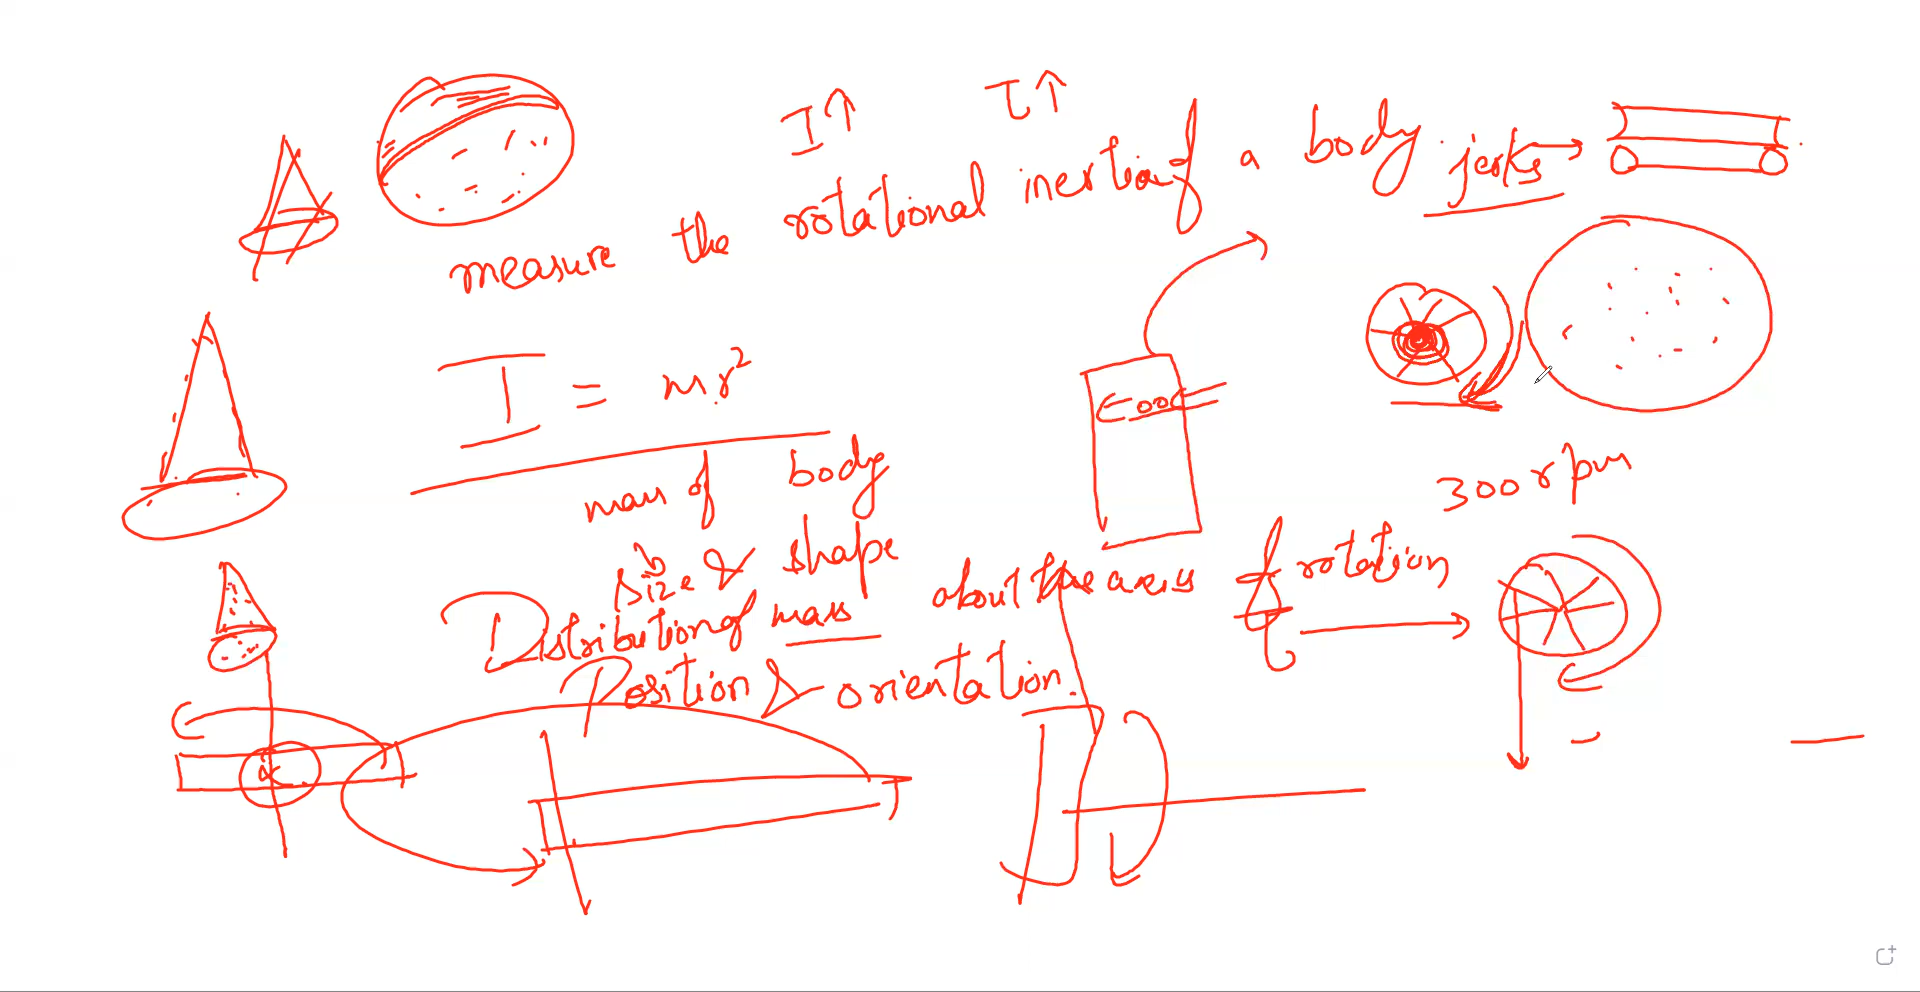 I↑ τ↑
measure the rotational inertia of a body jerks →
I = mr²
mass of body
size & shape
Distribution of mass about the axis of rotation
Position & orientation.
300 rpm